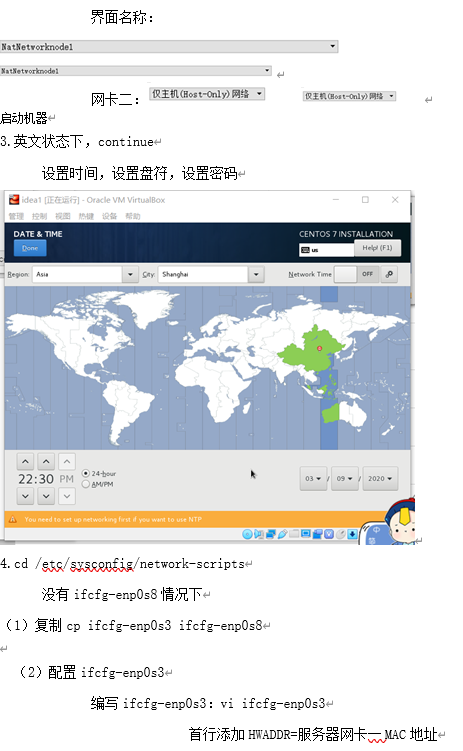 界面名称:
NatNetworknode1
NatNetworknode1
网卡二: 仅主机(Host-Only)网络 仅主机(Host-Only)网络
启动机器
3.英文状态下，continue
设置时间，设置盘符，设置密码
idea1 [正在运行] - Oracle VM VirtualBox
管理 控制 视图 热键 设备 帮助
DATE & TIME CENTOS 7 INSTALLATION
Done us Help! (F1)
Region: Asia City: Shanghai Network Time OFF
22:30 PM 24-hour AM/PM 03 / 09 / 2020
You need to set up networking first if you want to use NTP
中
4.cd /etc/sysconfig/network-scripts
没有 ifcfg-enp0s8 情况下
（1）复制 cp ifcfg-enp0s3 ifcfg-enp0s8
（2）配置 ifcfg-enp0s3
编写 ifcfg-enp0s3：vi ifcfg-enp0s3
首行添加 HWADDR=服务器网卡一 MAC 地址